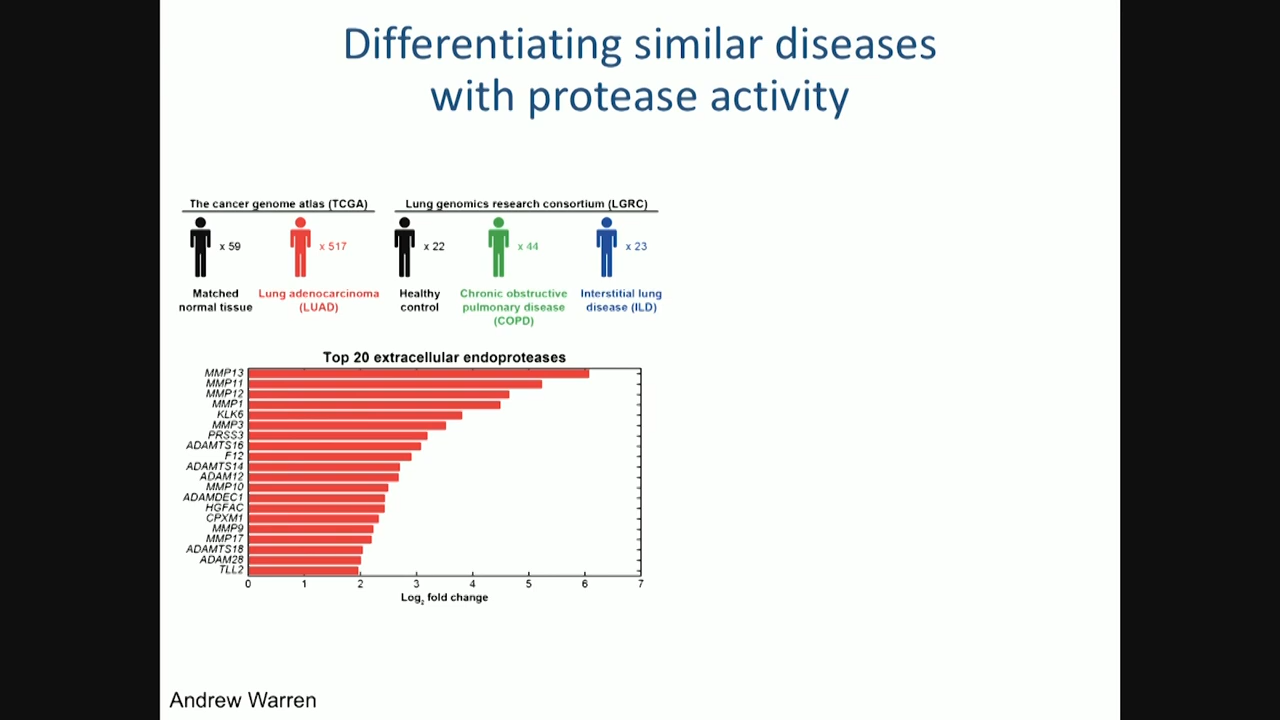 Differentiating similar diseases
with protease activity
The cancer genome atlas (TCGA)
Lung genomics research consortium (LGRC)
x 59
x 517
x 22
x 44
x 23
Matched
normal tissue
Lung adenocarcinoma
(LUAD)
Healthy
control
Chronic obstructive
pulmonary disease
(COPD)
Interstitial lung
disease (ILD)
Top 20 extracellular endoproteases
MMP13
MMP11
MMP12
MMP1
KLK6
MMP3
PRSS3
ADAMTS16
F12
ADAMTS14
ADAM12
MMP10
ADAMDEC1
HGFAC
CPXM1
MMP9
MMP17
ADAMTS18
ADAM28
TLL2
0 1 2 3 4 5 6 7
Log₂ fold change
Andrew Warren